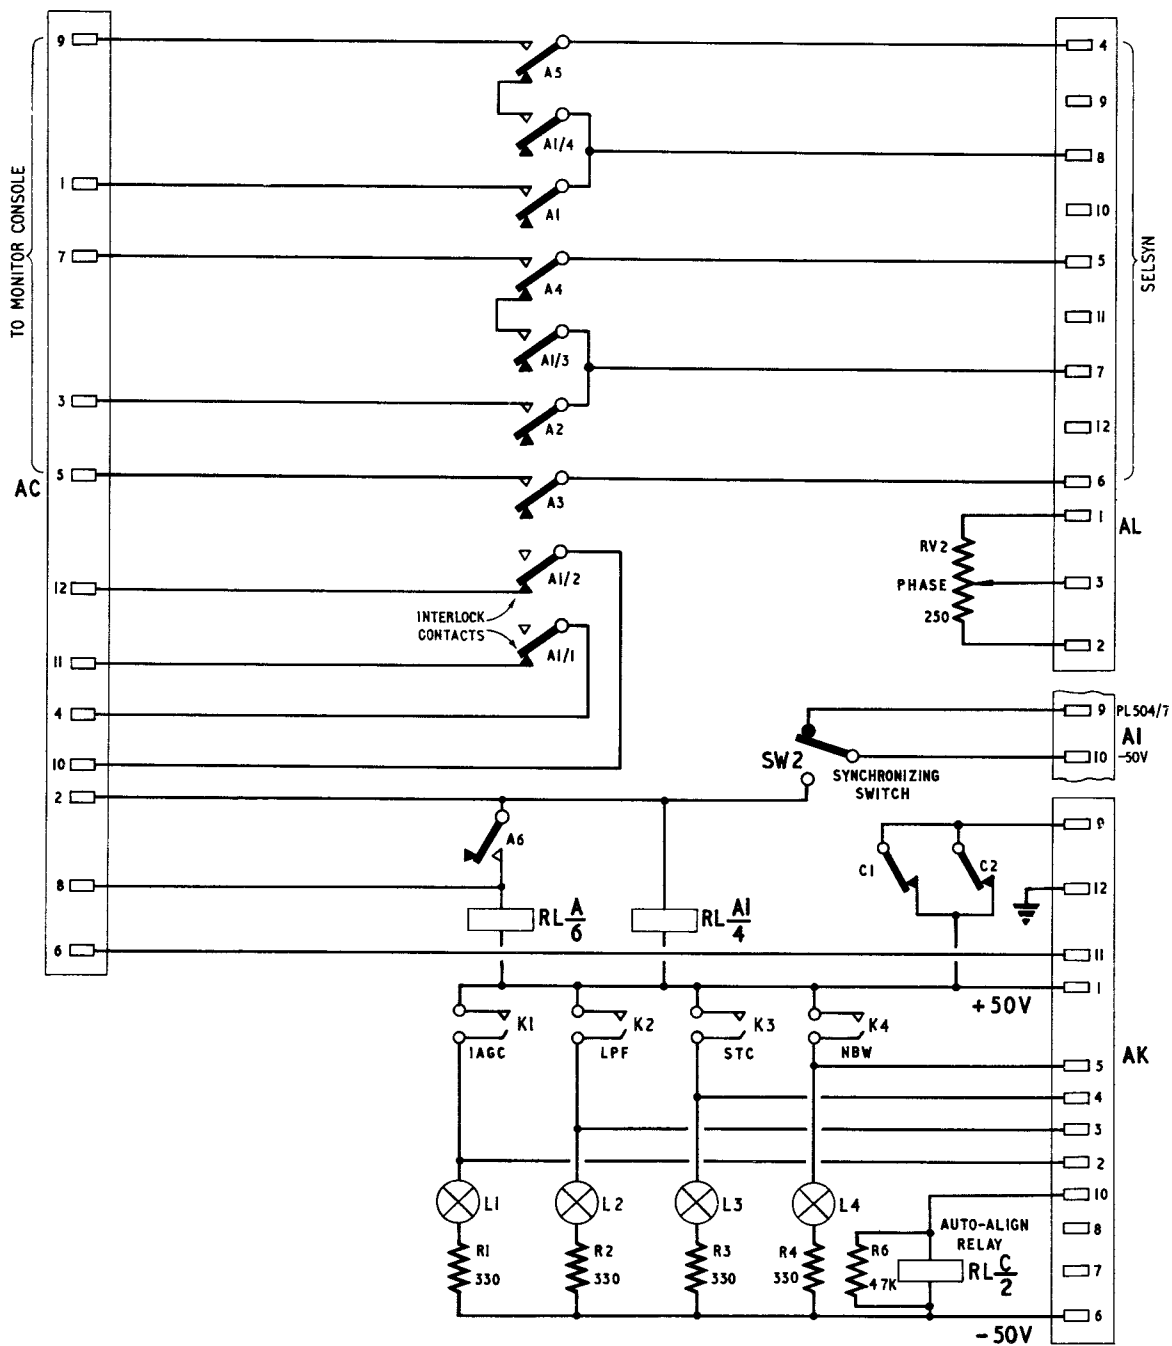 9
4
A5
9
A1/4
8
1
A1
10
TO MONITOR CONSOLE
7
A4
5
SELSYN
11
A1/3
7
3
A2
12
5
A3
6
AC
1
AL
RV2
12
A1/2
PHASE
3
INTERLOCK
CONTACTS
250
11
A1/1
2
4
9
PL504/7
A1
10
SW2
10
-50V
SYNCHRONIZING
SWITCH
2
9
A6
C1
C2
8
12
RL A/6
RL A1/4
6
11
1
+50V
K1
K2
K3
K4
IAGC
LPF
STC
NBW
5
AK
4
3
2
10
L1
L2
L3
L4
8
AUTO-ALIGN
RELAY
R1
330
R2
330
R3
330
R4
330
R6
47K
RL C/2
7
6
-50V